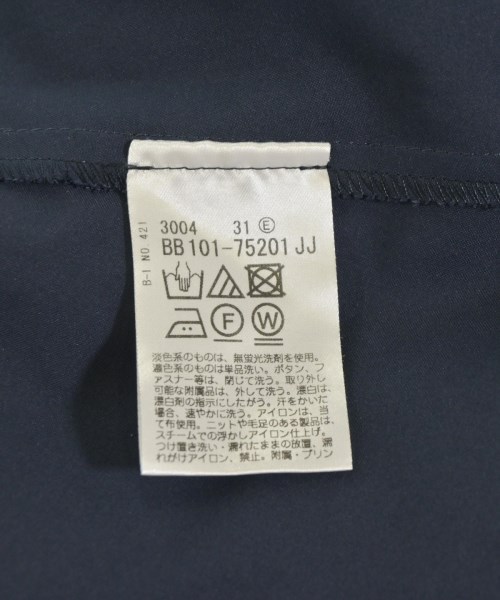 B-1 NO.421
3004 31 Ⓔ
BB101-75201JJ
F W
淡色系のものは、無蛍光洗剤を使用。
濃色系のものは単品洗い。ボタン、フ
ァスナー等は、閉じて洗う。取り外し
可能な附属品は、外して洗う。漂白は、
漂白剤の指示にしたがう。汗をかいた
場合、速やかに洗う。アイロンは、当
て布使用。ニットや毛足のある製品は、
スチームでの浮かしアイロン仕上げ。
つけ置き洗い・濡れたままの放置、濡
れがけアイロン、禁止。附属・プリン